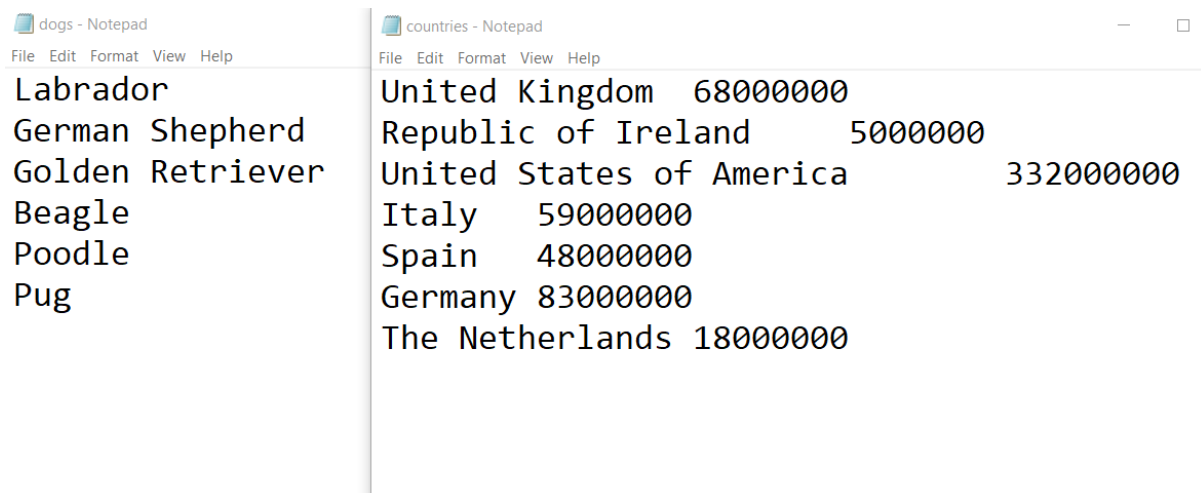 dogs - Notepad
File Edit Format View Help
Labrador
German Shepherd
Golden Retriever
Beagle
Poodle
Pug
countries - Notepad
File Edit Format View Help
United Kingdom 68000000
Republic of Ireland 5000000
United States of America 332000000
Italy 59000000
Spain 48000000
Germany 83000000
The Netherlands 18000000